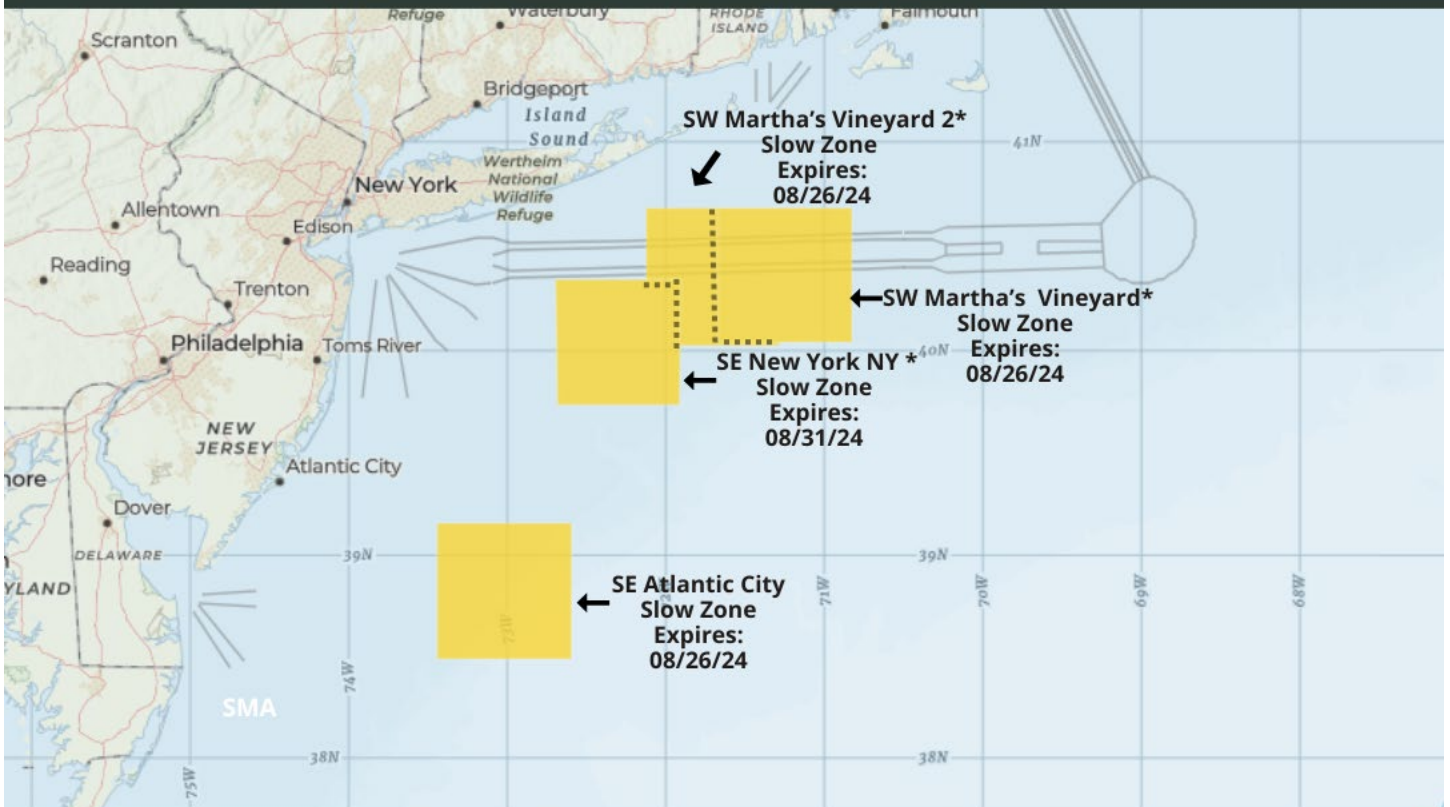 Refuge
Waterbury
RHODE
ISLAND
Falmouth
Scranton
Bridgeport
Island
Sound
SW Martha’s Vineyard 2*
Slow Zone
Expires:
08/26/24
41N
Wertheim
National
Wildlife
Refuge
New York
Allentown
Edison
Reading
Trenton
SW Martha’s Vineyard*
Slow Zone
Expires:
08/26/24
Philadelphia
Toms River
40N
SE New York NY *
Slow Zone
Expires:
08/31/24
NEW
JERSEY
Atlantic City
Dover
DELAWARE
39N
39N
SE Atlantic City
Slow Zone
Expires:
08/26/24
73W
71W
70W
69W
68W
74W
SMA
38N
38N
75W